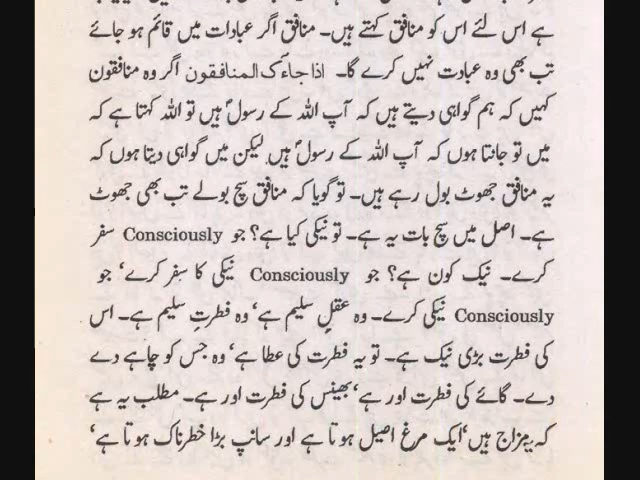 ہے اس لئے اس کو منافق کہتے ہیں۔ منافق اگر عبادات میں قائم ہو جائے
تب بھی وہ عبادت نہیں کرے گا۔ اذا جاءک المنافقون اگر وہ منافقون
کہیں کہ ہم گواہی دیتے ہیں کہ آپ اللہ کے رسولؐ ہیں تو اللہ کہتا ہے کہ
میں تو جانتا ہوں کہ آپ اللہ کے رسولؐ ہیں لیکن میں گواہی دیتا ہوں کہ
یہ منافق جھوٹ بول رہے ہیں۔ تو گویا کہ منافق سچ بولے تب بھی جھوٹ
ہے۔ اصل میں سچ بات یہ ہے۔ تو نیکی کیا ہے؟ جو Consciously سفر
کرے۔ نیک کون ہے؟ جو Consciously نیکی کا سفر کرے‘ جو
Consciously نیکی کرے۔ وہ عقلِ سلیم ہے‘ وہ فطرتِ سلیم ہے۔ اس
کی فطرت بڑی نیک ہے۔ تو یہ فطرت کی عطا ہے‘ وہ جس کو چاہے دے
دے۔ گائے کی فطرت اور ہے‘ بھینس کی فطرت اور ہے۔ مطلب یہ ہے
کہ یہ مزاج ہیں‘ ایک مرغ اصیل ہوتا ہے اور سانپ بڑا خطرناک ہوتا ہے‘